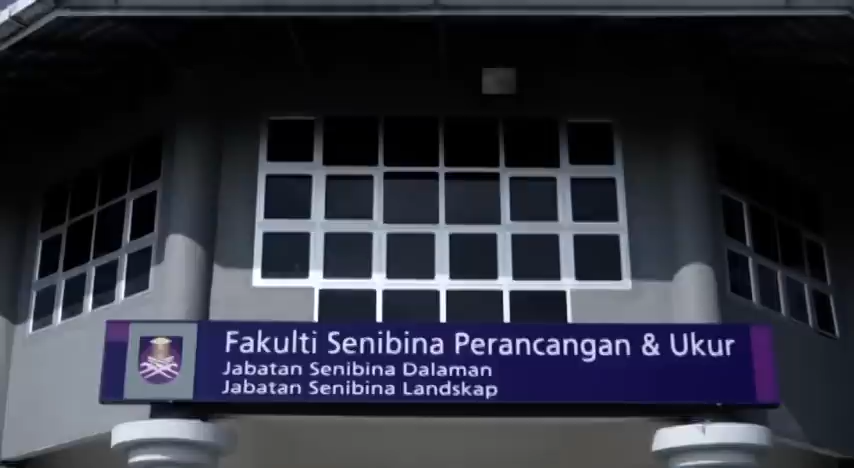 Fakulti Senibina Perancangan & Ukur
Jabatan Senibina Dalaman
Jabatan Senibina Landskap